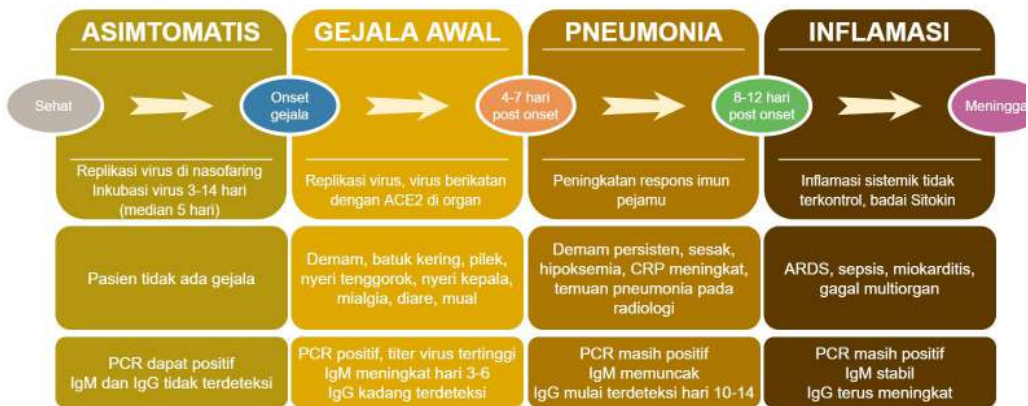 ASIMTOMATIS
GEJALA AWAL
PNEUMONIA
INFLAMASI
Sehat
Onset
gejala
4-7 hari
post onset
8-12 hari
post onset
Meningga
Replikasi virus di nasofaring
Inkubasi virus 3-14 hari
(median 5 hari)
Replikasi virus, virus berikatan
dengan ACE2 di organ
Peningkatan respons imun
pejamu
Inflamasi sistemik tidak
terkontrol, badai Sitokin
Pasien tidak ada gejala
Demam, batuk kering, pilek,
nyeri tenggorok, nyeri kepala,
mialgia, diare, mual
Demam persisten, sesak,
hipoksemia, CRP meningkat,
temuan pneumonia pada
radiologi
ARDS, sepsis, miokarditis,
gagal multiorgan
PCR dapat positif
IgM dan IgG tidak terdeteksi
PCR positif, titer virus tertinggi
IgM meningkat hari 3-6
IgG kadang terdeteksi
PCR masih positif
IgM memuncak
IgG mulai terdeteksi hari 10-14
PCR masih positif
IgM stabil
IgG terus meningkat